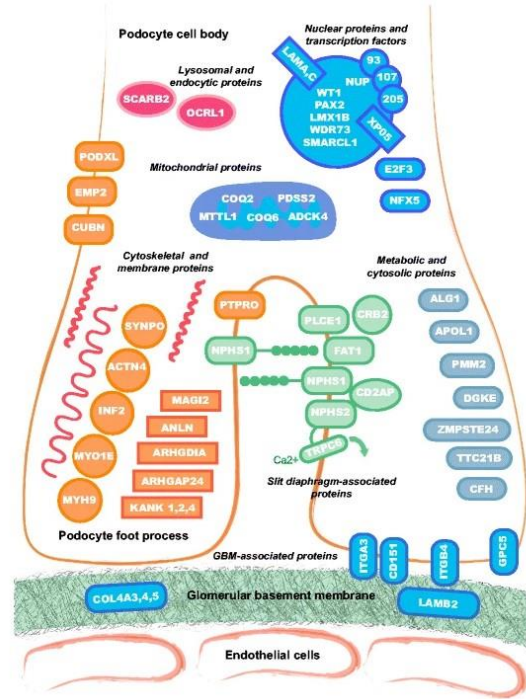 Podocyte cell body
Nuclear proteins and
transcription factors
Lysosomal and
endocytic proteins
SCARB2
OCRL1
LAMA,C
93
NUP
107
205
WT1
PAX2
LMX1B
WDR73
SMARCL1
XP05
E2F3
NFX5
PODXL
EMP2
CUBN
Mitochondrial proteins
COQ2
PDSS2
MTTL1
COQ6
ADCK4
Cytoskeletal and
membrane proteins
Metabolic and
cytosolic proteins
PTPRO
PLCE1
CRB2
NPHS1
FAT1
NPHS1
CD2AP
NPHS2
Ca2+
TRPC6
Slit diaphragm-associated
proteins
SYNPO
ACTN4
INF2
MYO1E
MYH9
MAGI2
ANLN
ARHGDIA
ARHGAP24
KANK 1,2,4
ALG1
APOL1
PMM2
DGKE
ZMPSTE24
TTC21B
CFH
Podocyte foot process
GBM-associated proteins
ITGA3
CD151
ITGB4
GPC5
COL4A3,4,5
Glomerular basement membrane
LAMB2
Endothelial cells